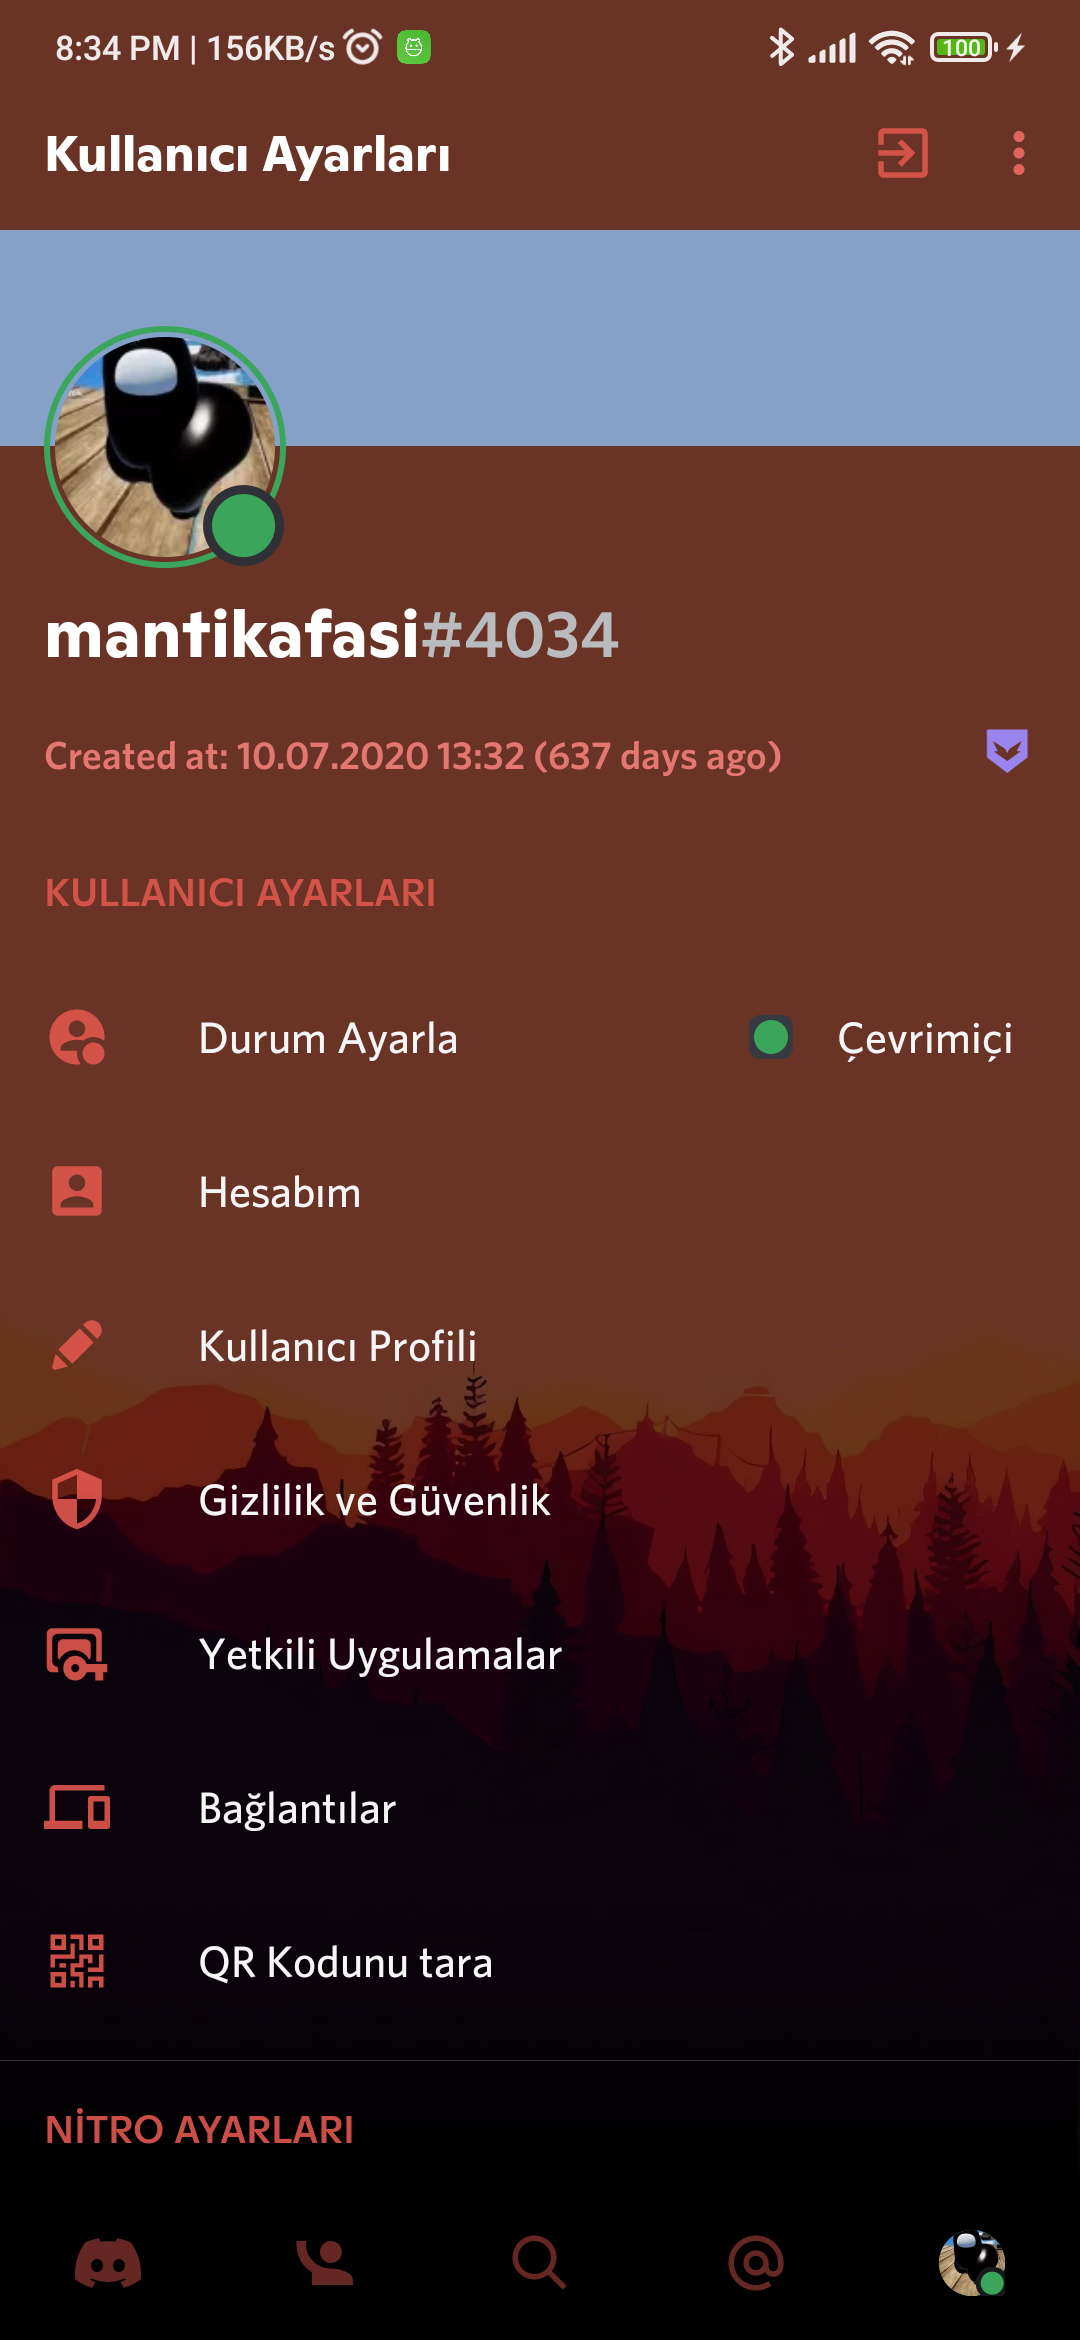 8:34 PM | 156KB/s
100
Kullanıcı Ayarları
mantikafasi#4034
Created at: 10.07.2020 13:32 (637 days ago)
KULLANICI AYARLARI
Durum Ayarla Çevrimiçi
Hesabım
Kullanıcı Profili
Gizlilik ve Güvenlik
Yetkili Uygulamalar
Bağlantılar
QR Kodunu tara
NİTRO AYARLARI